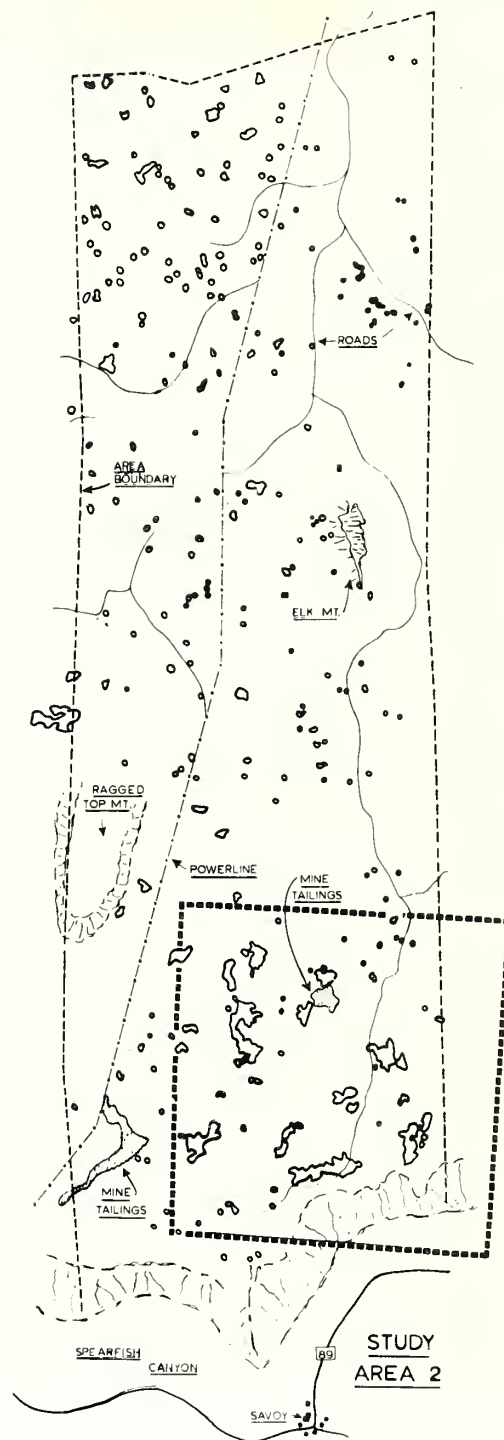 ROADS
AREA
BOUNDARY
ELK MT.
RAGGED
TOP MT.
POWERLINE
MINE
TAILINGS
MINE
TAILINGS
SPEARFISH
CANYON
89
STUDY
AREA 2
SAVOY